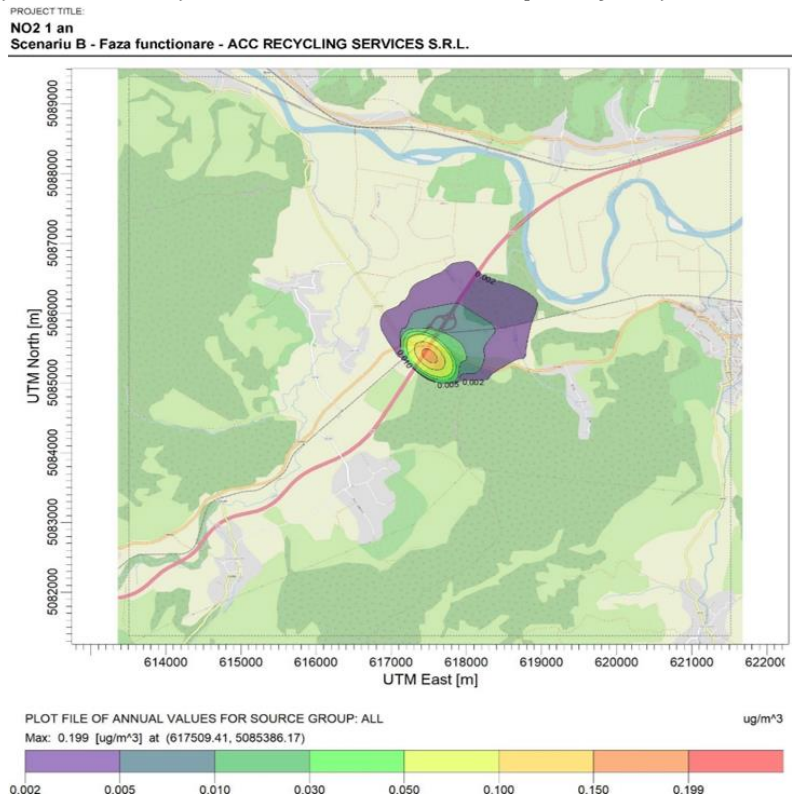 PROJECT TITLE:
NO2 1 an
Scenariu B - Faza functionare - ACC RECYCLING SERVICES S.R.L.
UTM North [m]
5089000
5088000
5087000
5086000
5085000
5084000
5083000
5082000
0.002
0.010
0.005 0.002
614000 615000 616000 617000 618000 619000 620000 621000 622000
UTM East [m]
PLOT FILE OF ANNUAL VALUES FOR SOURCE GROUP: ALL ug/m^3
Max: 0.199 [ug/m^3] at (617509.41, 5085386.17)
0.002 0.005 0.010 0.030 0.050 0.100 0.150 0.199